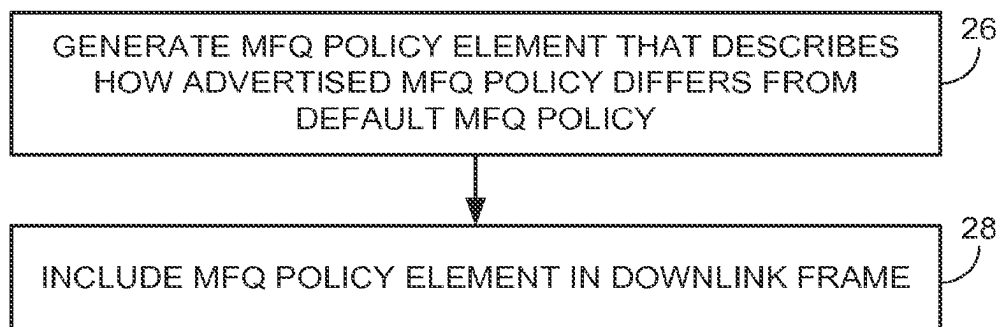 GENERATE MFQ POLICY ELEMENT THAT DESCRIBES
HOW ADVERTISED MFQ POLICY DIFFERS FROM
DEFAULT MFQ POLICY
26
INCLUDE MFQ POLICY ELEMENT IN DOWNLINK FRAME
28